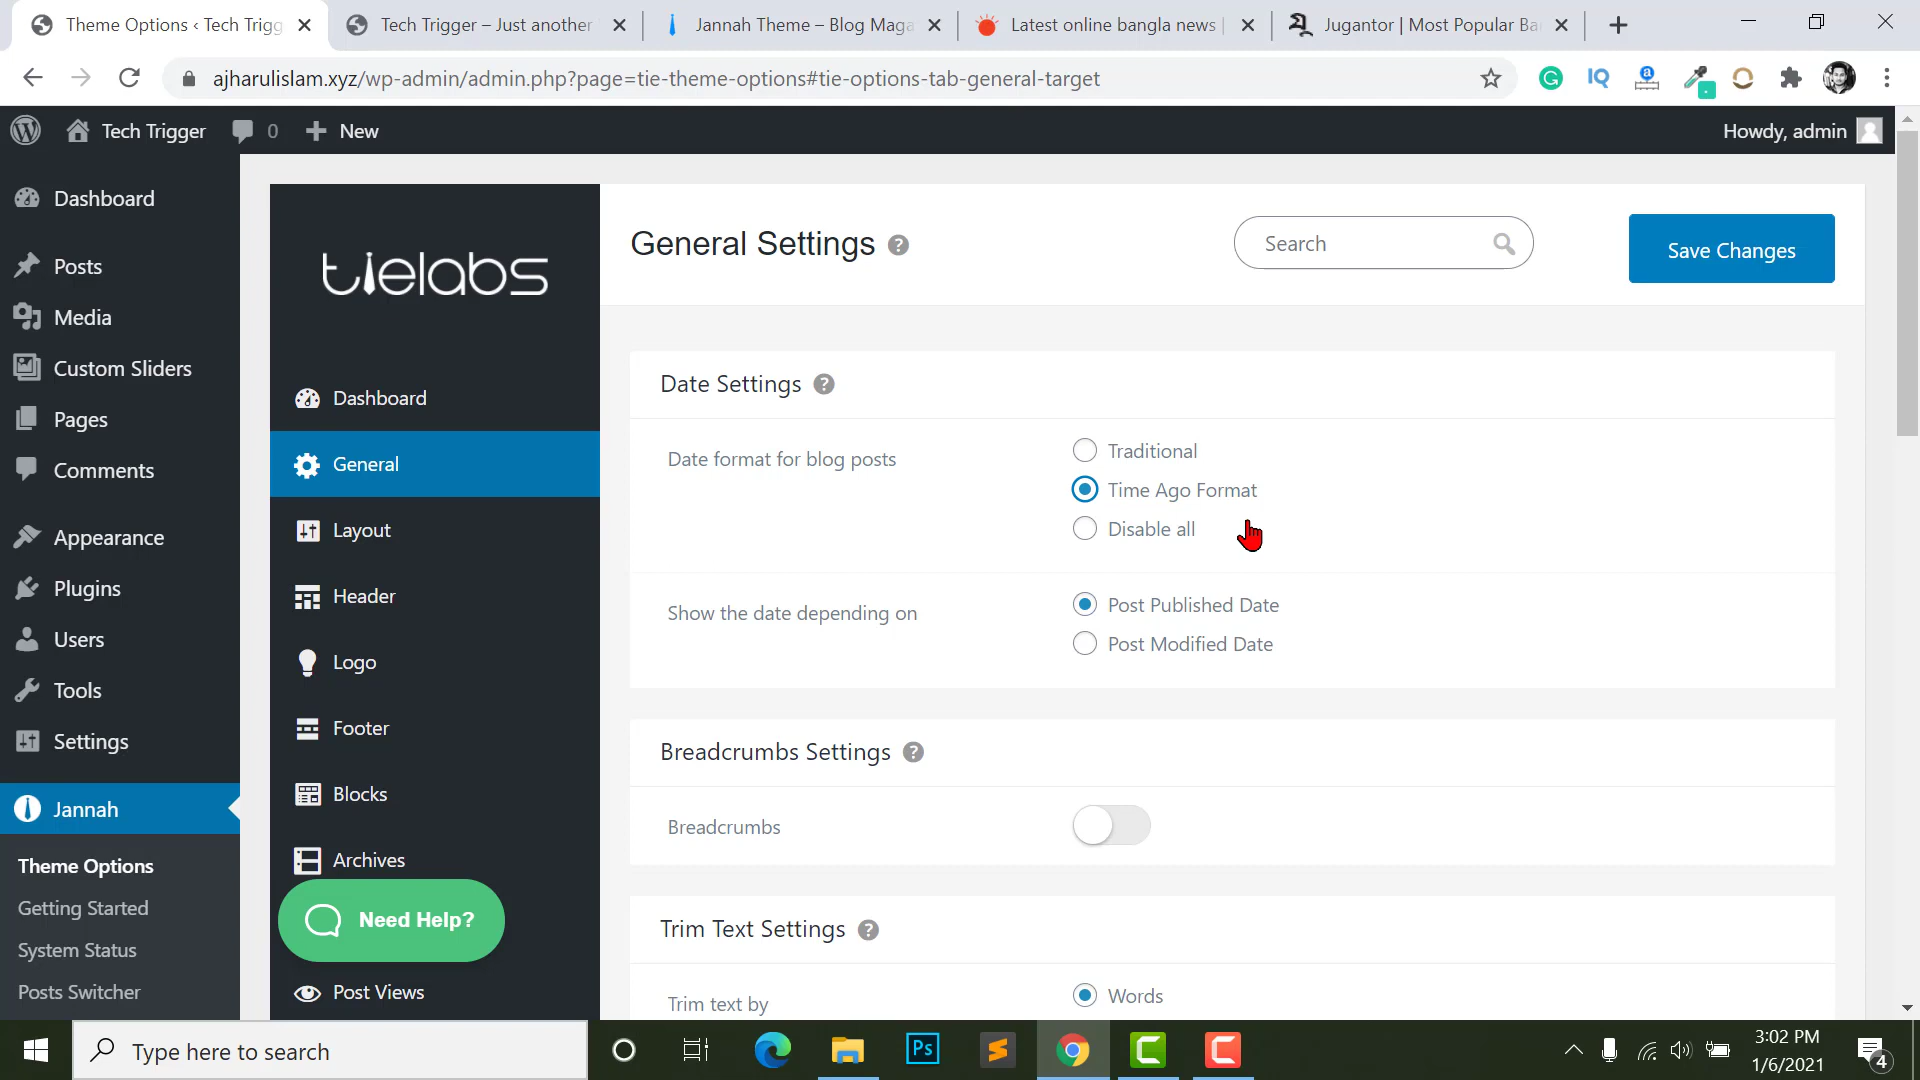 Theme Options ‹ Tech Trigg
Tech Trigger – Just another
Jannah Theme – Blog Maga
Latest online bangla news |
Jugantor | Most Popular Ba
ajharulislam.xyz/wp-admin/admin.php?page=tie-theme-options#tie-options-tab-general-target
Tech Trigger
0
New
Howdy, admin
Dashboard
Posts
Media
Custom Sliders
Pages
Comments
Appearance
Plugins
Users
Tools
Settings
Jannah
Theme Options
Getting Started
System Status
Posts Switcher
tielabs
Dashboard
General
Layout
Header
Logo
Footer
Blocks
Archives
Need Help?
Post Views
General Settings ?
Search
Save Changes
Date Settings ?
Date format for blog posts
Traditional
Time Ago Format
Disable all
Show the date depending on
Post Published Date
Post Modified Date
Breadcrumbs Settings ?
Breadcrumbs
Trim Text Settings ?
Trim text by
Words
Type here to search
Ps
3:02 PM
1/6/2021
4